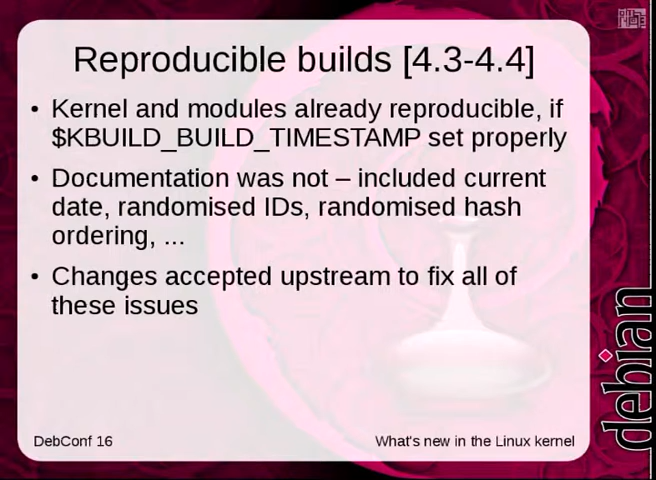 Reproducible builds [4.3-4.4]
• Kernel and modules already reproducible, if
$KBUILD_BUILD_TIMESTAMP set properly
• Documentation was not – included current
date, randomised IDs, randomised hash
ordering, ...
• Changes accepted upstream to fix all of
these issues
DebConf 16
What's new in the Linux kernel
debian